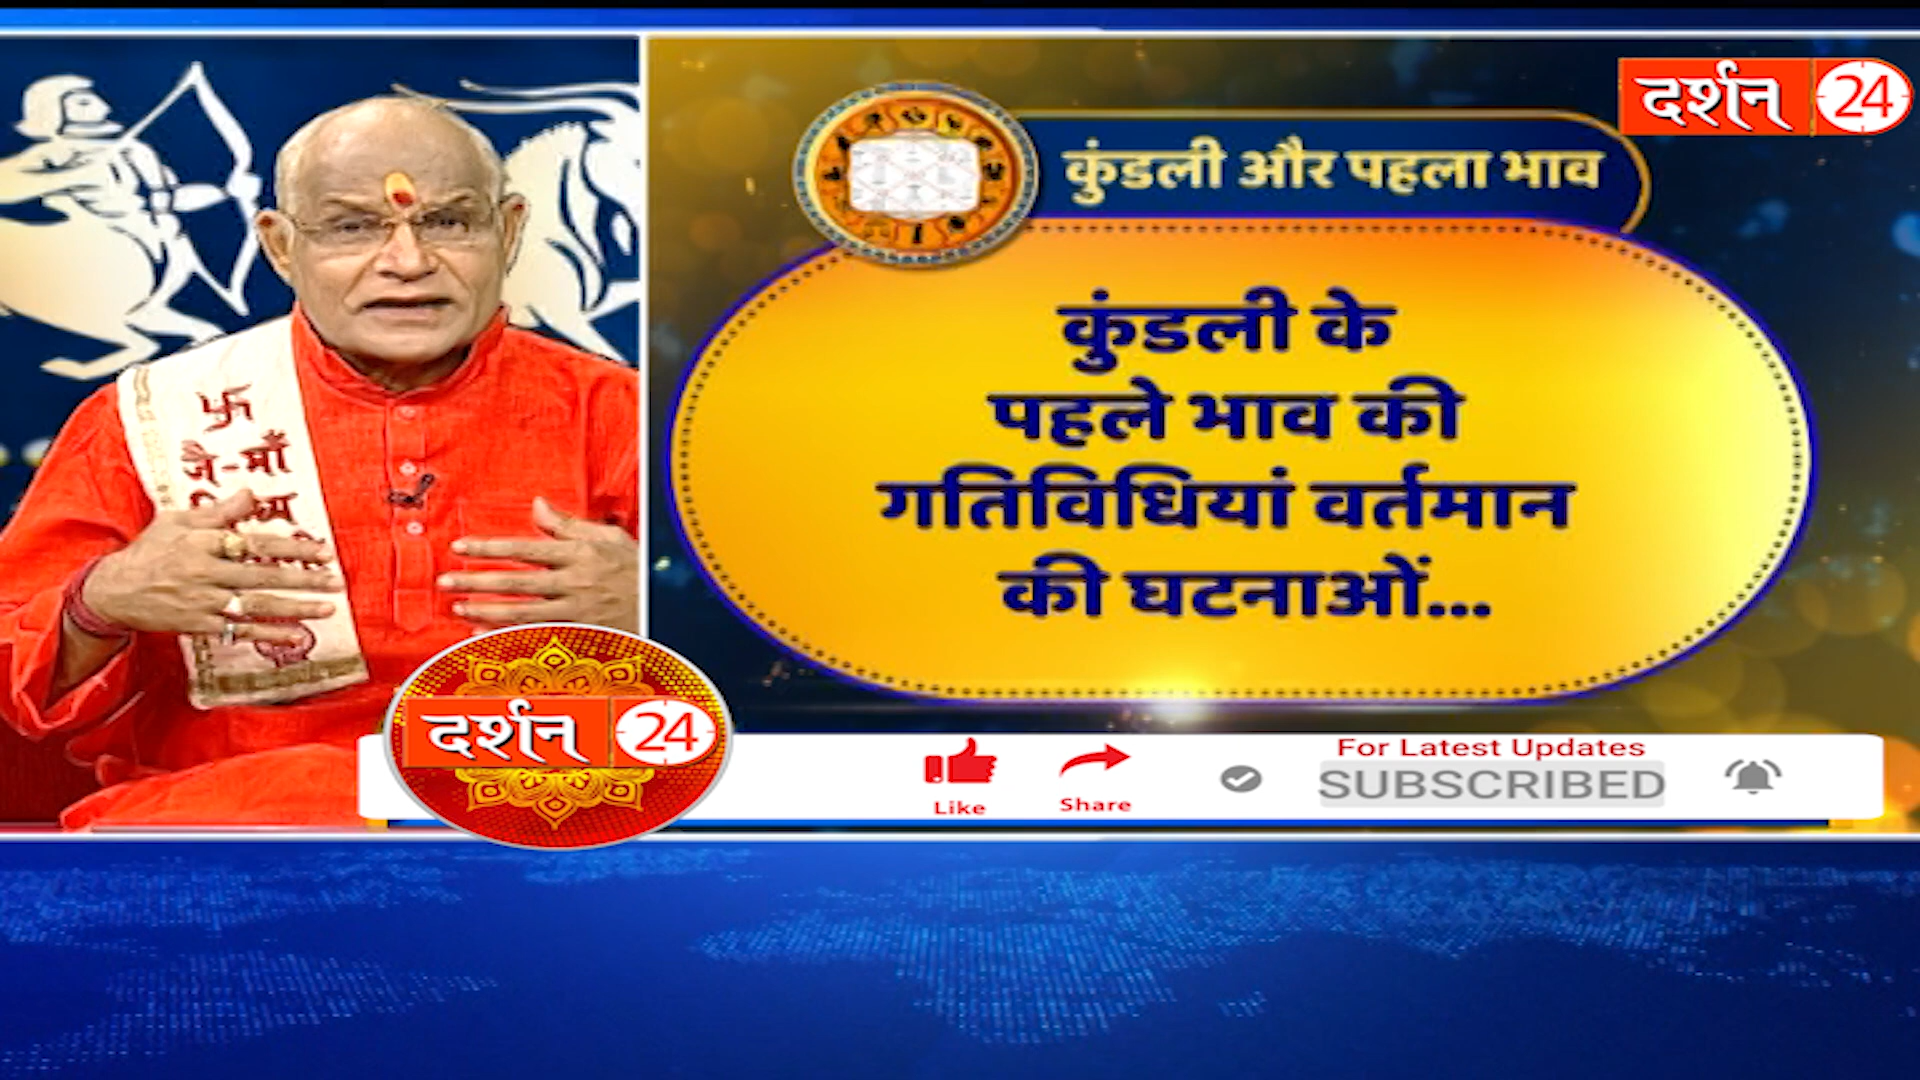 दर्शन 24
कुंडली और पहला भाव
कुंडली के
पहले भाव की
गतिविधियां वर्तमान
की घटनाओं...
जै-माँ
दर्शन 24
Like
Share
For Latest Updates
SUBSCRIBED